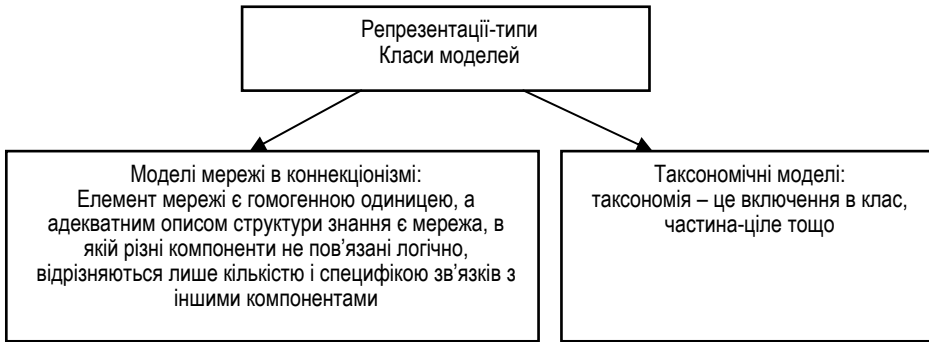 Репрезентації-типи
Класи моделей
Моделі мережі в коннекціонізмі:
Елемент мережі є гомогенною одиницею, а
адекватним описом структури знання є мережа, в
якій різні компоненти не пов’язані логічно,
відрізняються лише кількістю і специфікою зв’язків з
іншими компонентами
Таксономічні моделі:
таксономія – це включення в клас,
частина-ціле тощо